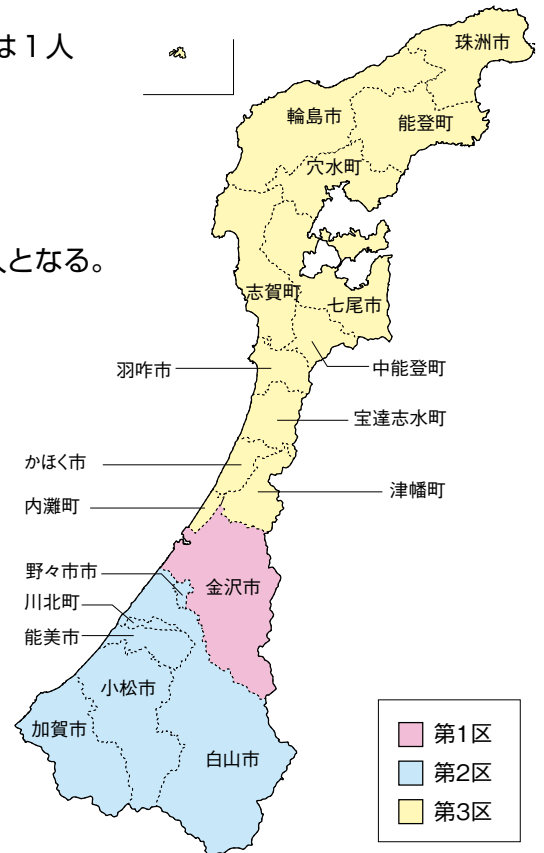 は1人
珠洲市
輪島市
能登町
穴水町
となる。
志賀町
七尾市
羽咋市
中能登町
宝達志水町
かほく市
津幡町
内灘町
野々市市
金沢市
川北町
能美市
小松市
加賀市
白山市
第1区
第2区
第3区